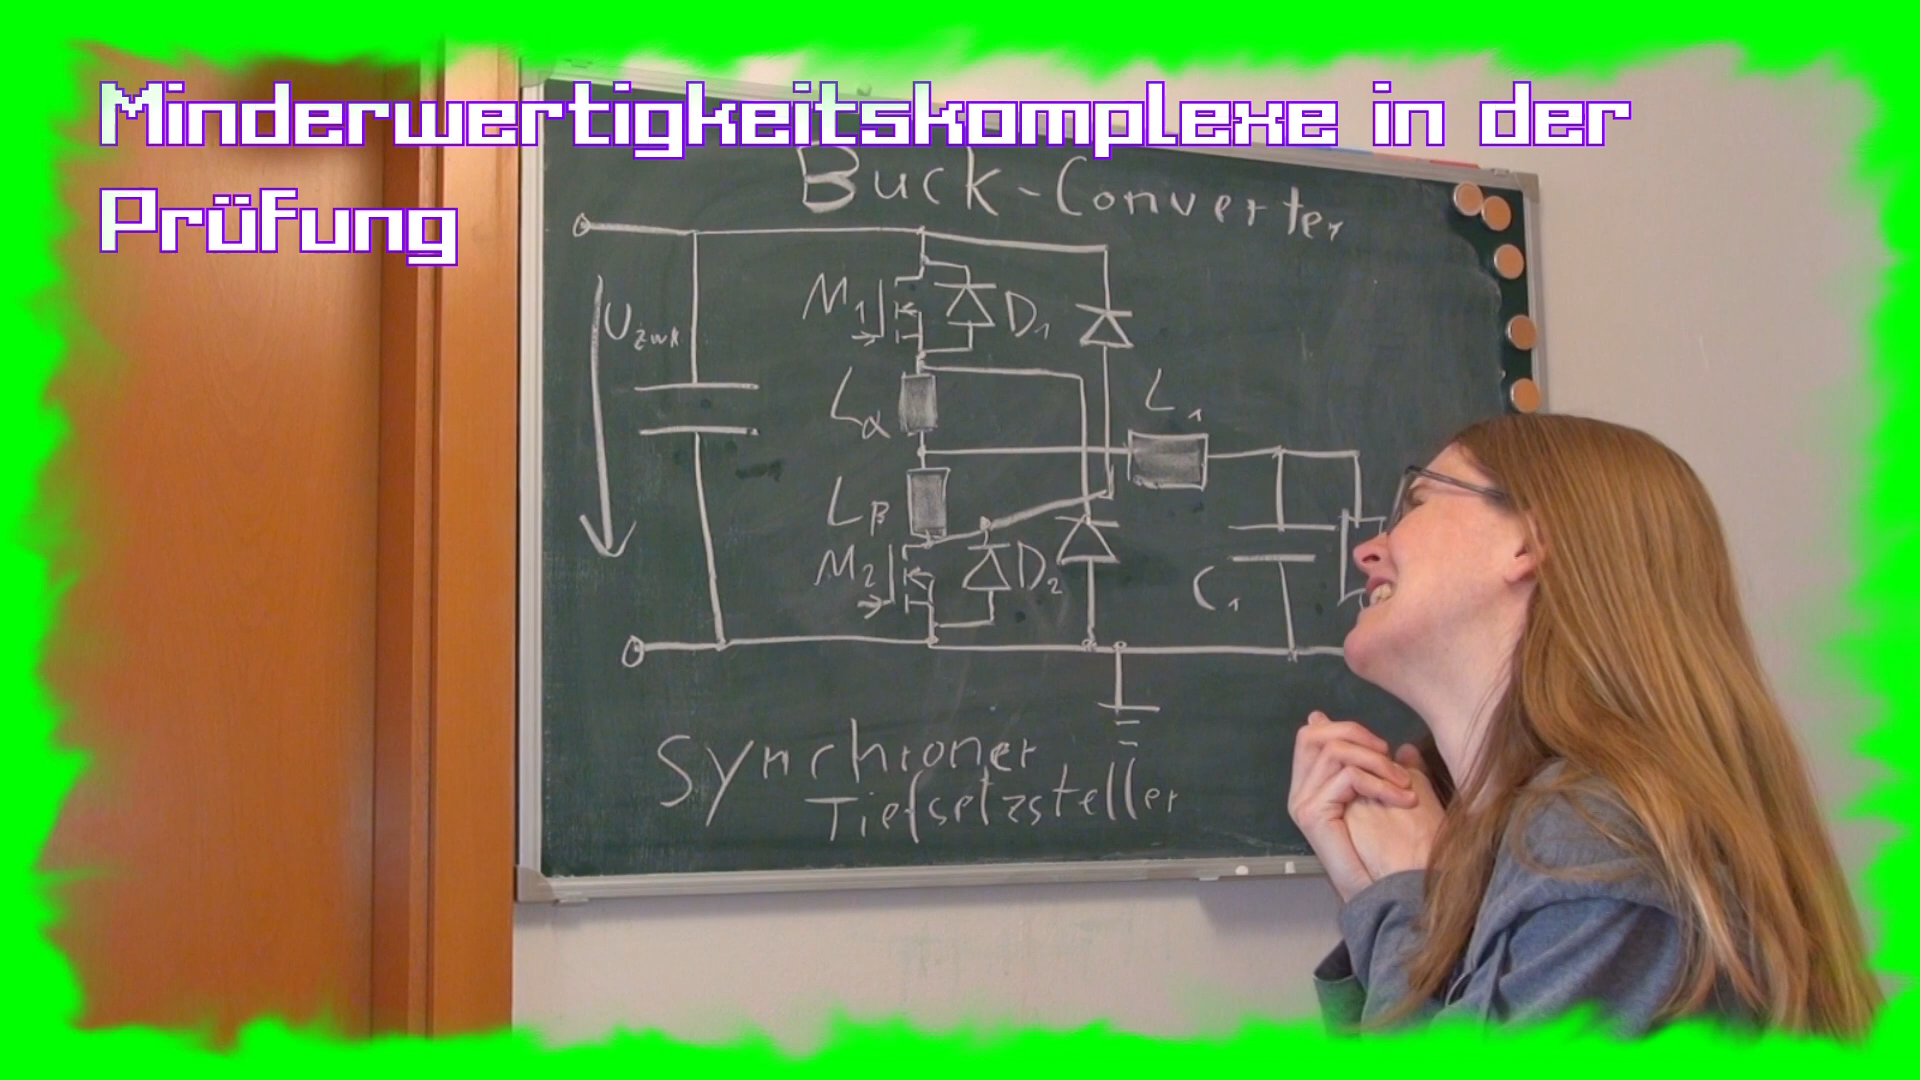 Minderwertigkeitskomplexe in der
Prüfung
Buck-Converter
M1
D1
Uzwk
Lα
L1
Lβ
M2
D2
C1
Synchroner
Tiefsetzsteller